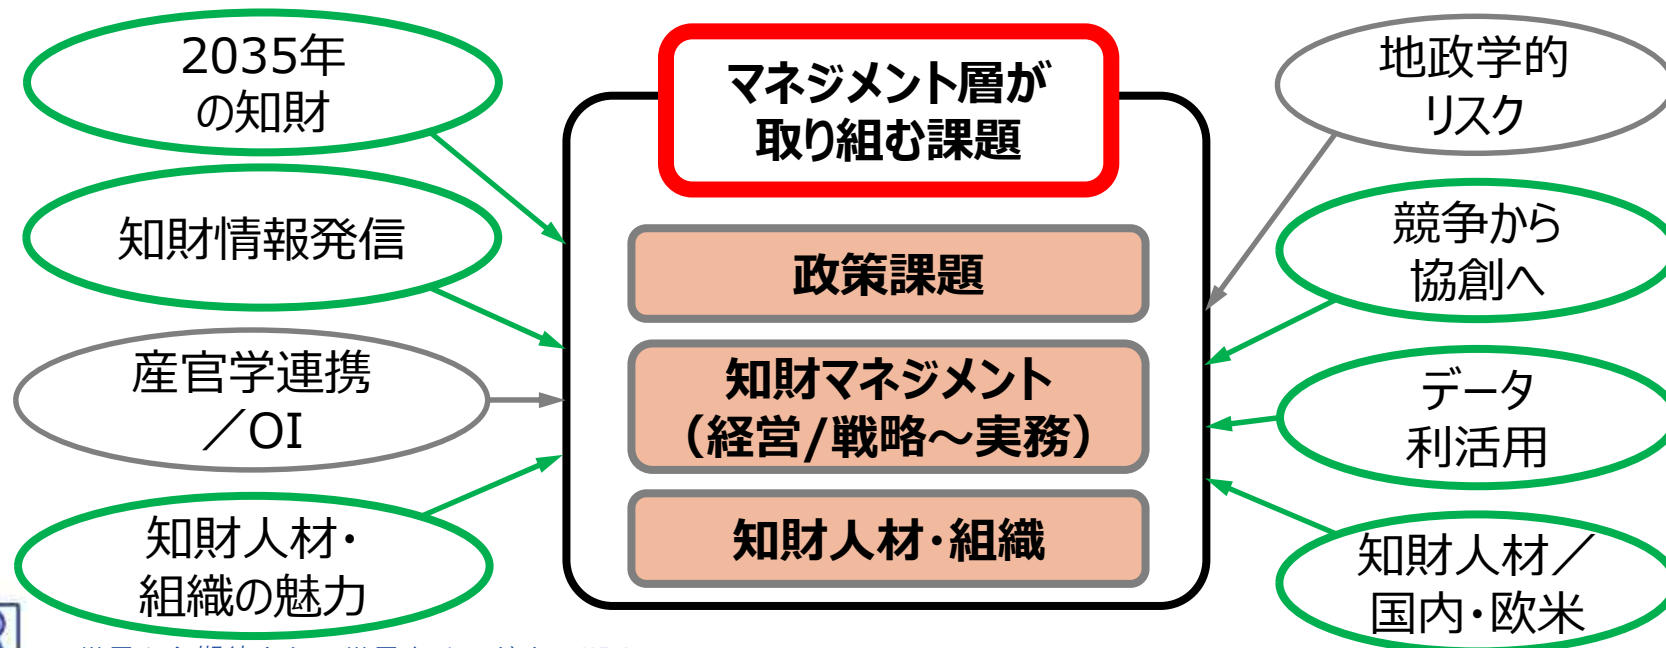 2035年
の知財
知財情報発信
産官学連携
／OI
知財人材・
組織の魅力
マネジメント層が
取り組む課題
政策課題
知財マネジメント
（経営/戦略～実務）
知財人材・組織
地政学的
リスク
競争から
協創へ
データ
利活用
知財人材／
国内・欧米